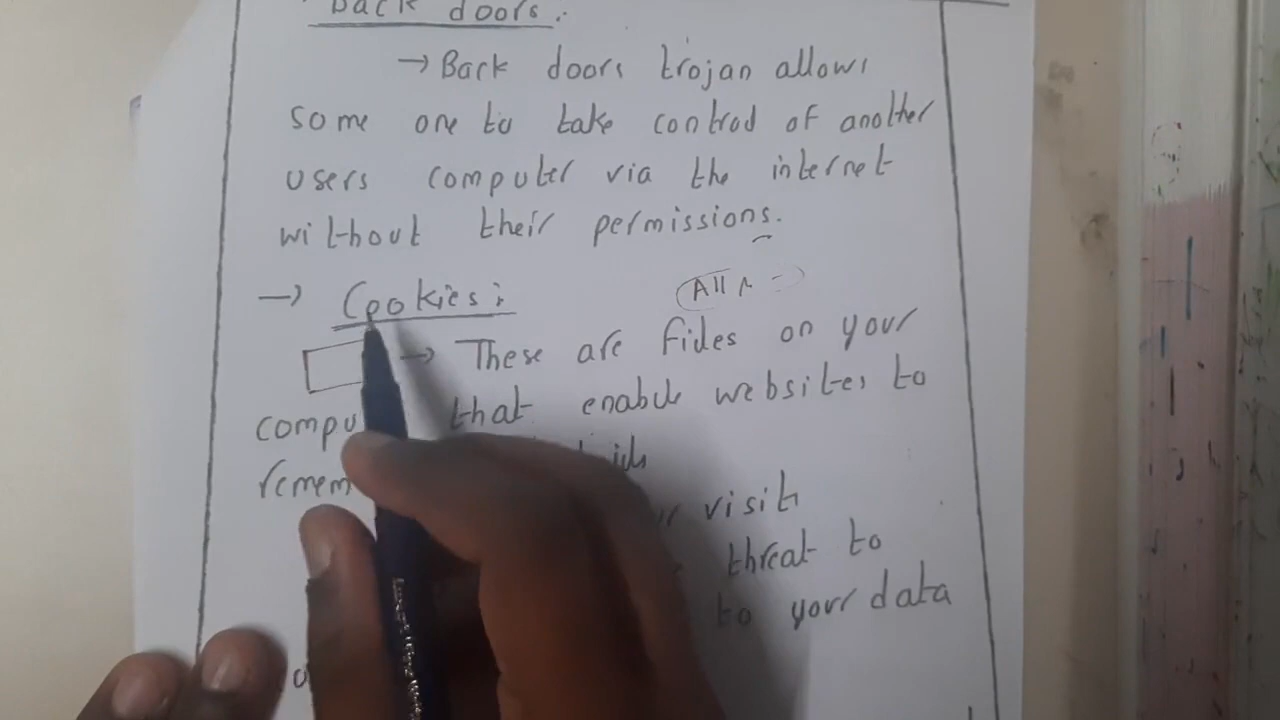 Back doors:
→ Back doors trojan allows
some one to take control of another
users computer via the internet
without their permissions.
→ Cookies:
All
→ These are files on your
that enable websites to
visit
threat to
to your data